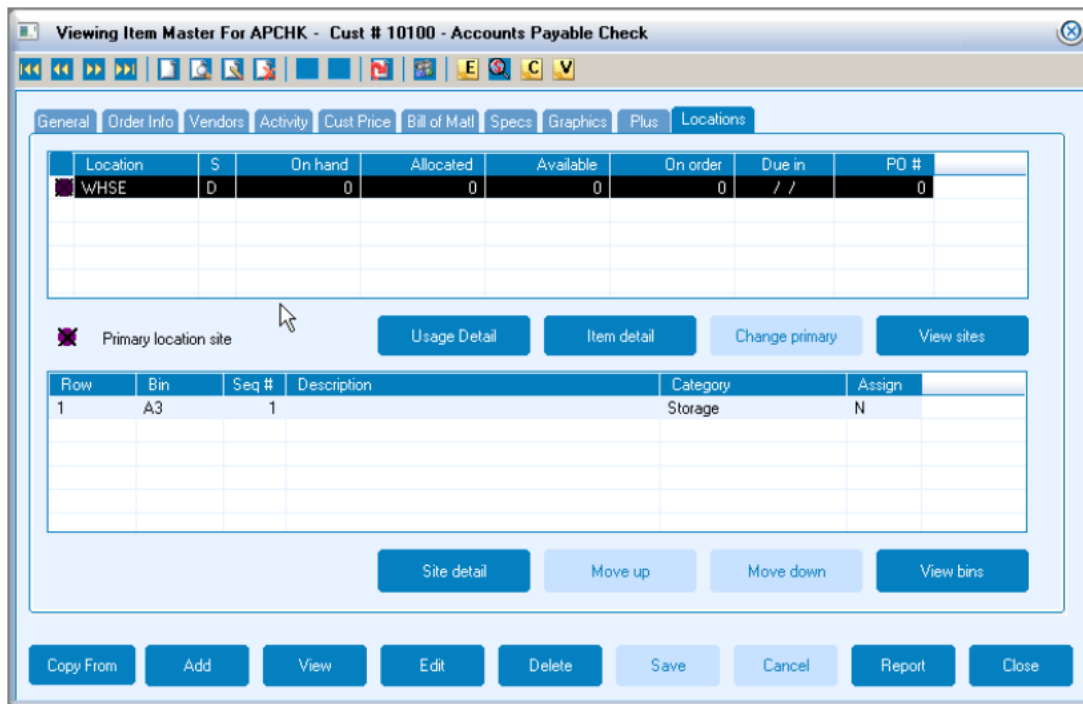 Viewing Item Master For APCHK - Cust # 10100 - Accounts Payable Check
E C V
General Order Info Vendors Activity Cust Price Bill of Matl Specs Graphics Plus Locations
Location S On hand Allocated Available On order Due in PO #
WHSE D 0 0 0 0 / / 0
Primary location site Usage Detail Item detail Change primary View sites
Row Bin Seq # Description Category Assign
1 A3 1 Storage N
Site detail Move up Move down View bins
Copy From Add View Edit Delete Save Cancel Report Close